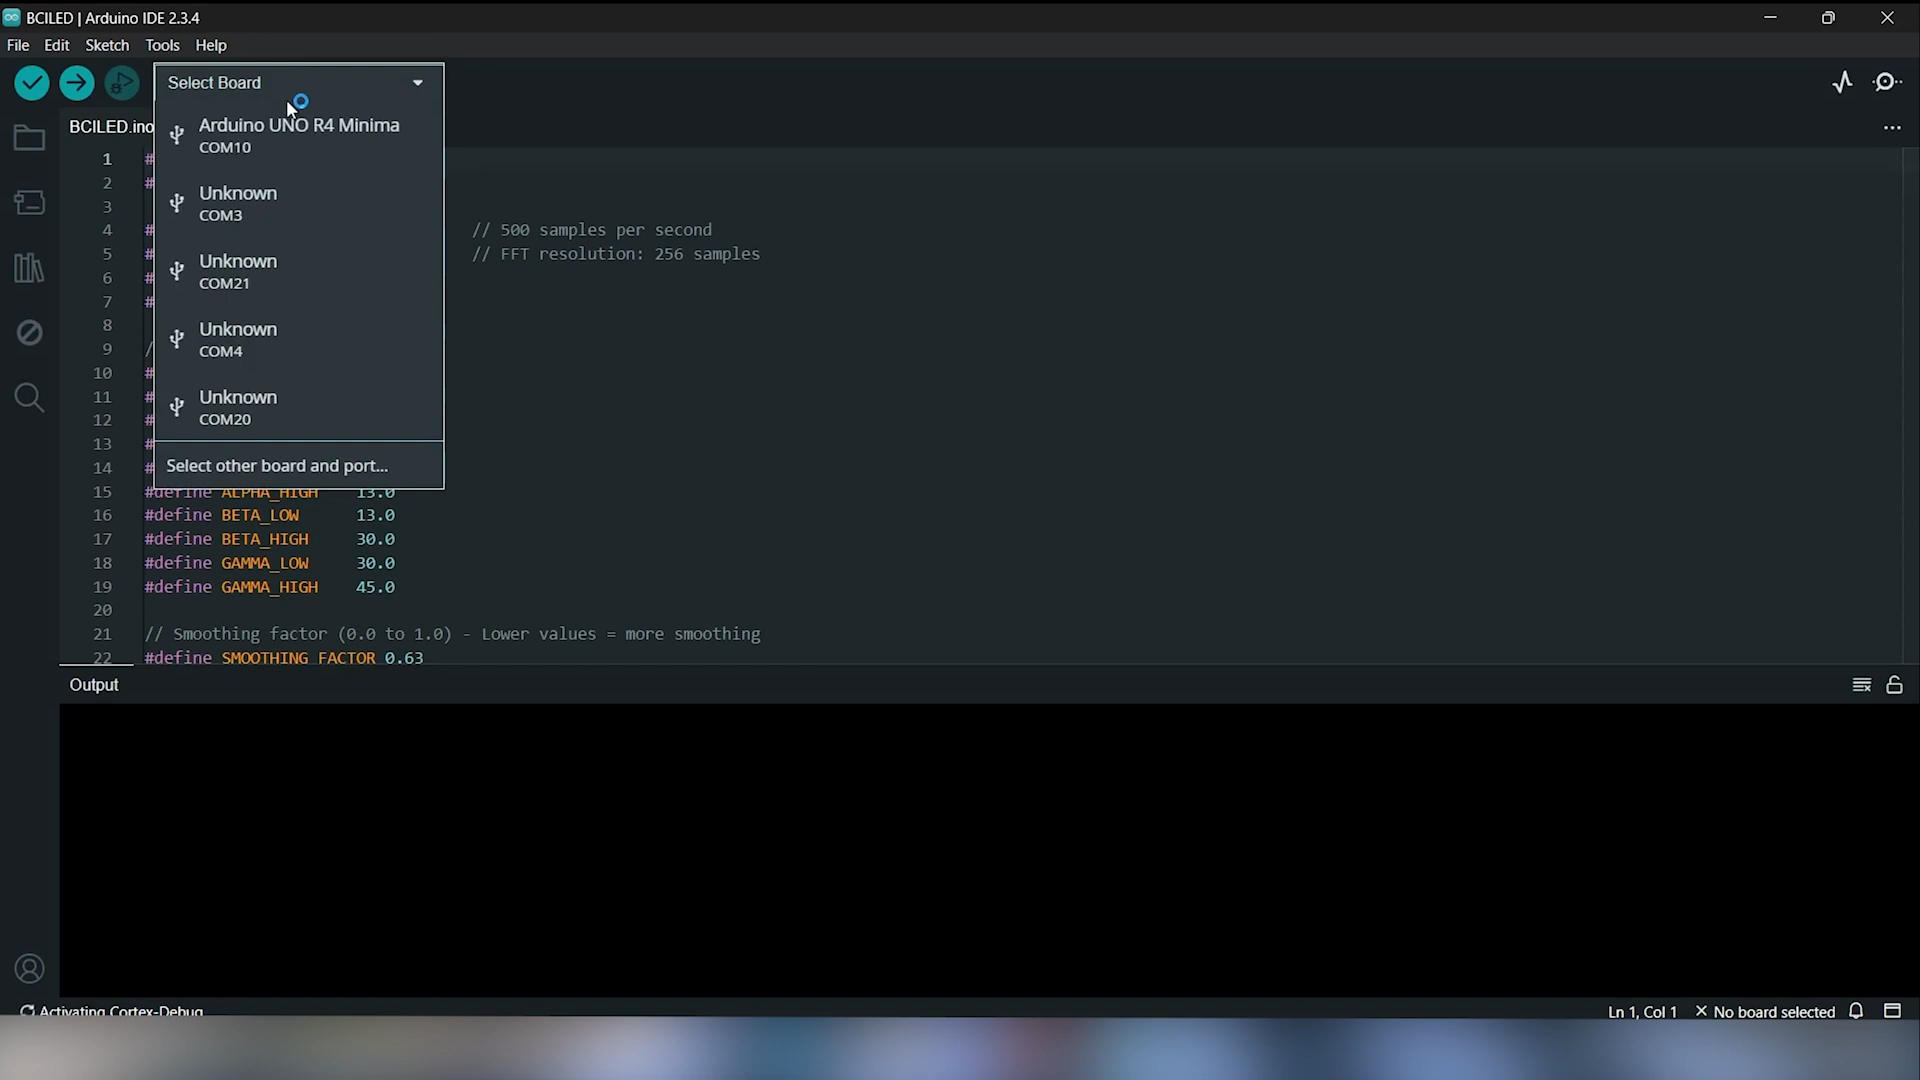 BCILED | Arduino IDE 2.3.4
File Edit Sketch Tools Help
Select Board
BCILED.ino
Arduino UNO R4 Minima
COM10
Unknown
COM3
Unknown
COM21
Unknown
COM4
Unknown
COM20
Select other board and port...
1 #
2 #
3
4 # // 500 samples per second
5 # // FFT resolution: 256 samples
6 #
7 #
8
9 /
10 #
11 #
12 #
13 #
14 #
15 #define ALPHA_HIGH 13.0
16 #define BETA_LOW 13.0
17 #define BETA_HIGH 30.0
18 #define GAMMA_LOW 30.0
19 #define GAMMA_HIGH 45.0
20
21 // Smoothing factor (0.0 to 1.0) - Lower values = more smoothing
22 #define SMOOTHING_FACTOR 0.63
Output
Activating Cortex-Debug
Ln 1, Col 1 × No board selected